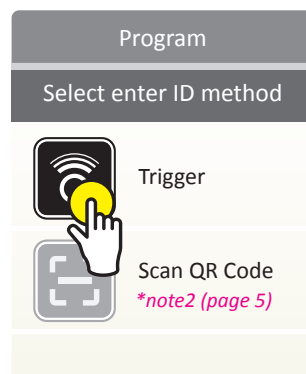 Program
Select enter ID method
Trigger
Scan QR Code
*note2 (page 5)